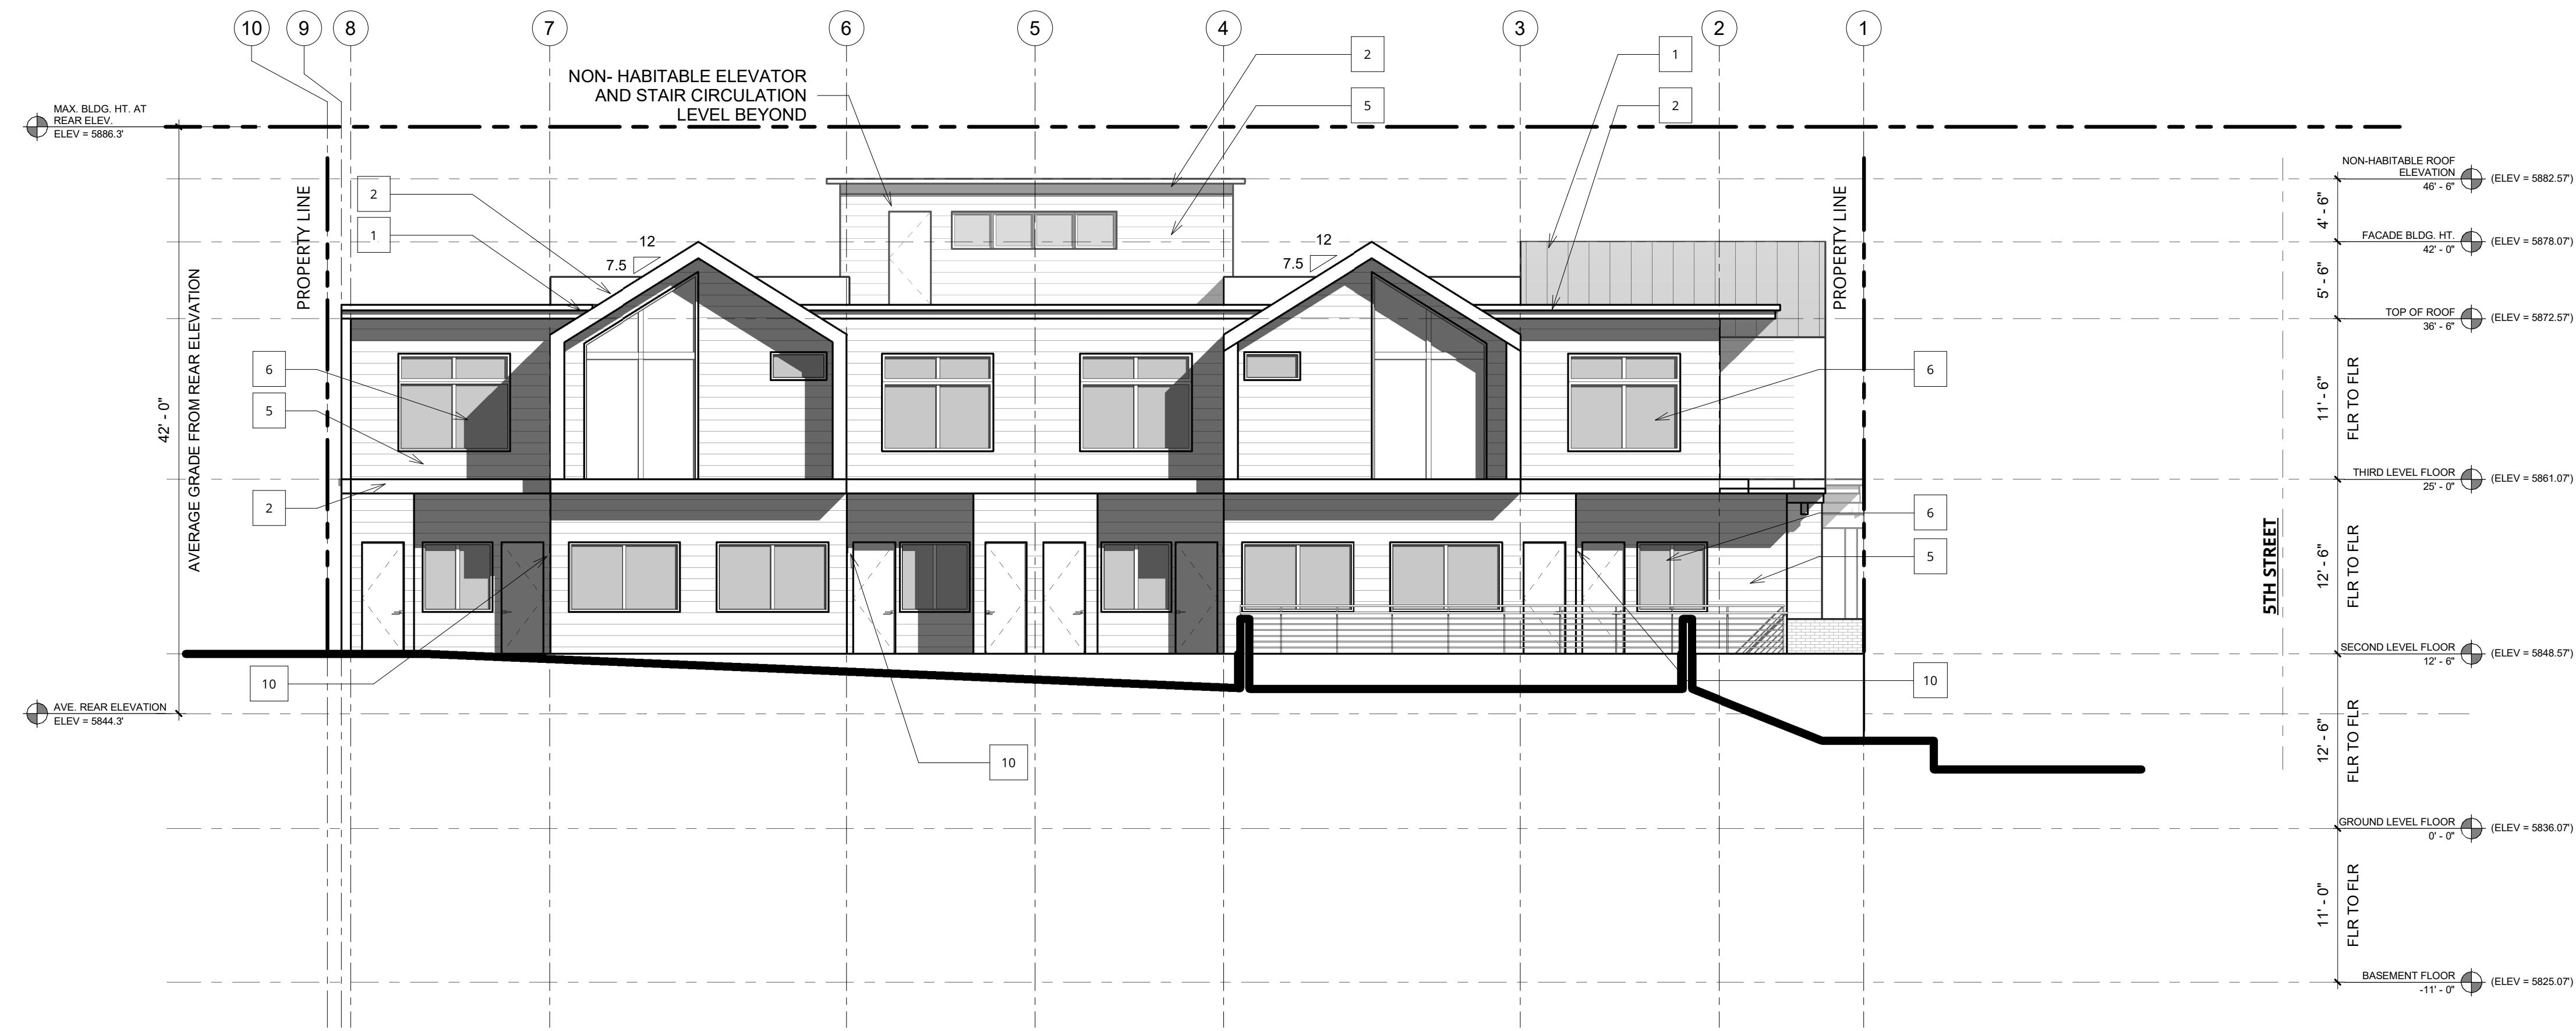 10
9
8
7
6
5
4
3
2
1
NON- HABITABLE ELEVATOR
AND STAIR CIRCULATION
LEVEL BEYOND
2
5
1
2
MAX. BLDG. HT. AT
REAR ELEV.
ELEV = 5886.3'
PROPERTY LINE
2
1
12
7.5
12
7.5
PROPERTY LINE
NON-HABITABLE ROOF
ELEVATION
46' - 6"
(ELEV = 5882.57')
4' - 6"
FACADE BLDG. HT.
42' - 0"
(ELEV = 5878.07')
5' - 6"
TOP OF ROOF
36' - 6"
(ELEV = 5872.57')
42' - 0"
AVERAGE GRADE FROM REAR ELEVATION
6
5
2
6
11' - 6"
FLR TO FLR
THIRD LEVEL FLOOR
25' - 0"
(ELEV = 5861.07')
6
5
5TH STREET
12' - 6"
FLR TO FLR
SECOND LEVEL FLOOR
12' - 6"
(ELEV = 5848.57')
10
10
10
AVE. REAR ELEVATION
ELEV = 5844.3'
12' - 6"
FLR TO FLR
GROUND LEVEL FLOOR
0' - 0"
(ELEV = 5836.07')
11' - 0"
FLR TO FLR
BASEMENT FLOOR
-11' - 0"
(ELEV = 5825.07')